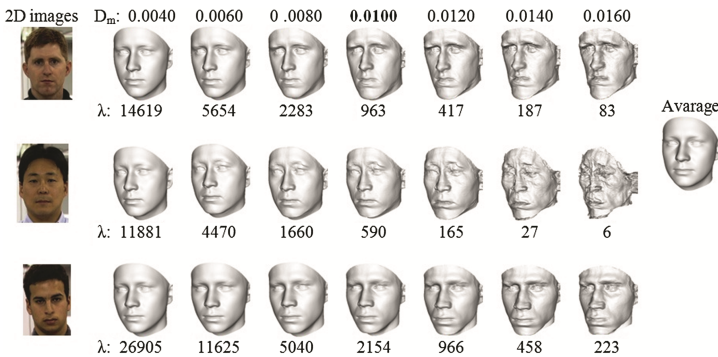 2D images D_m: 0.0040 0.0060 0 .0080 0.0100 0.0120 0.0140 0.0160
λ: 14619 5654 2283 963 417 187 83
Avarage
λ: 11881 4470 1660 590 165 27 6
λ: 26905 11625 5040 2154 966 458 223